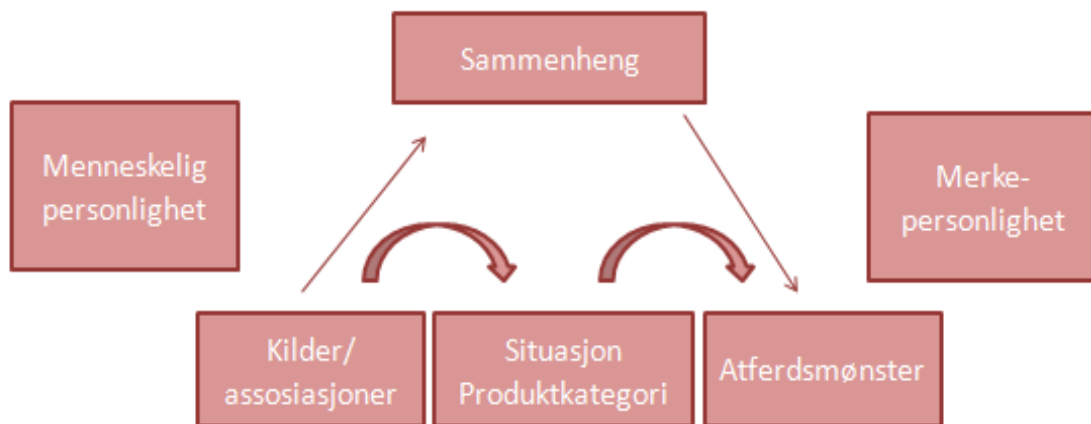 Sammenheng
Menneskelig
personlighet
Merke-
personlighet
Kilder/
assosiasjoner
Situasjon
Produktkategori
Atferdsmønster